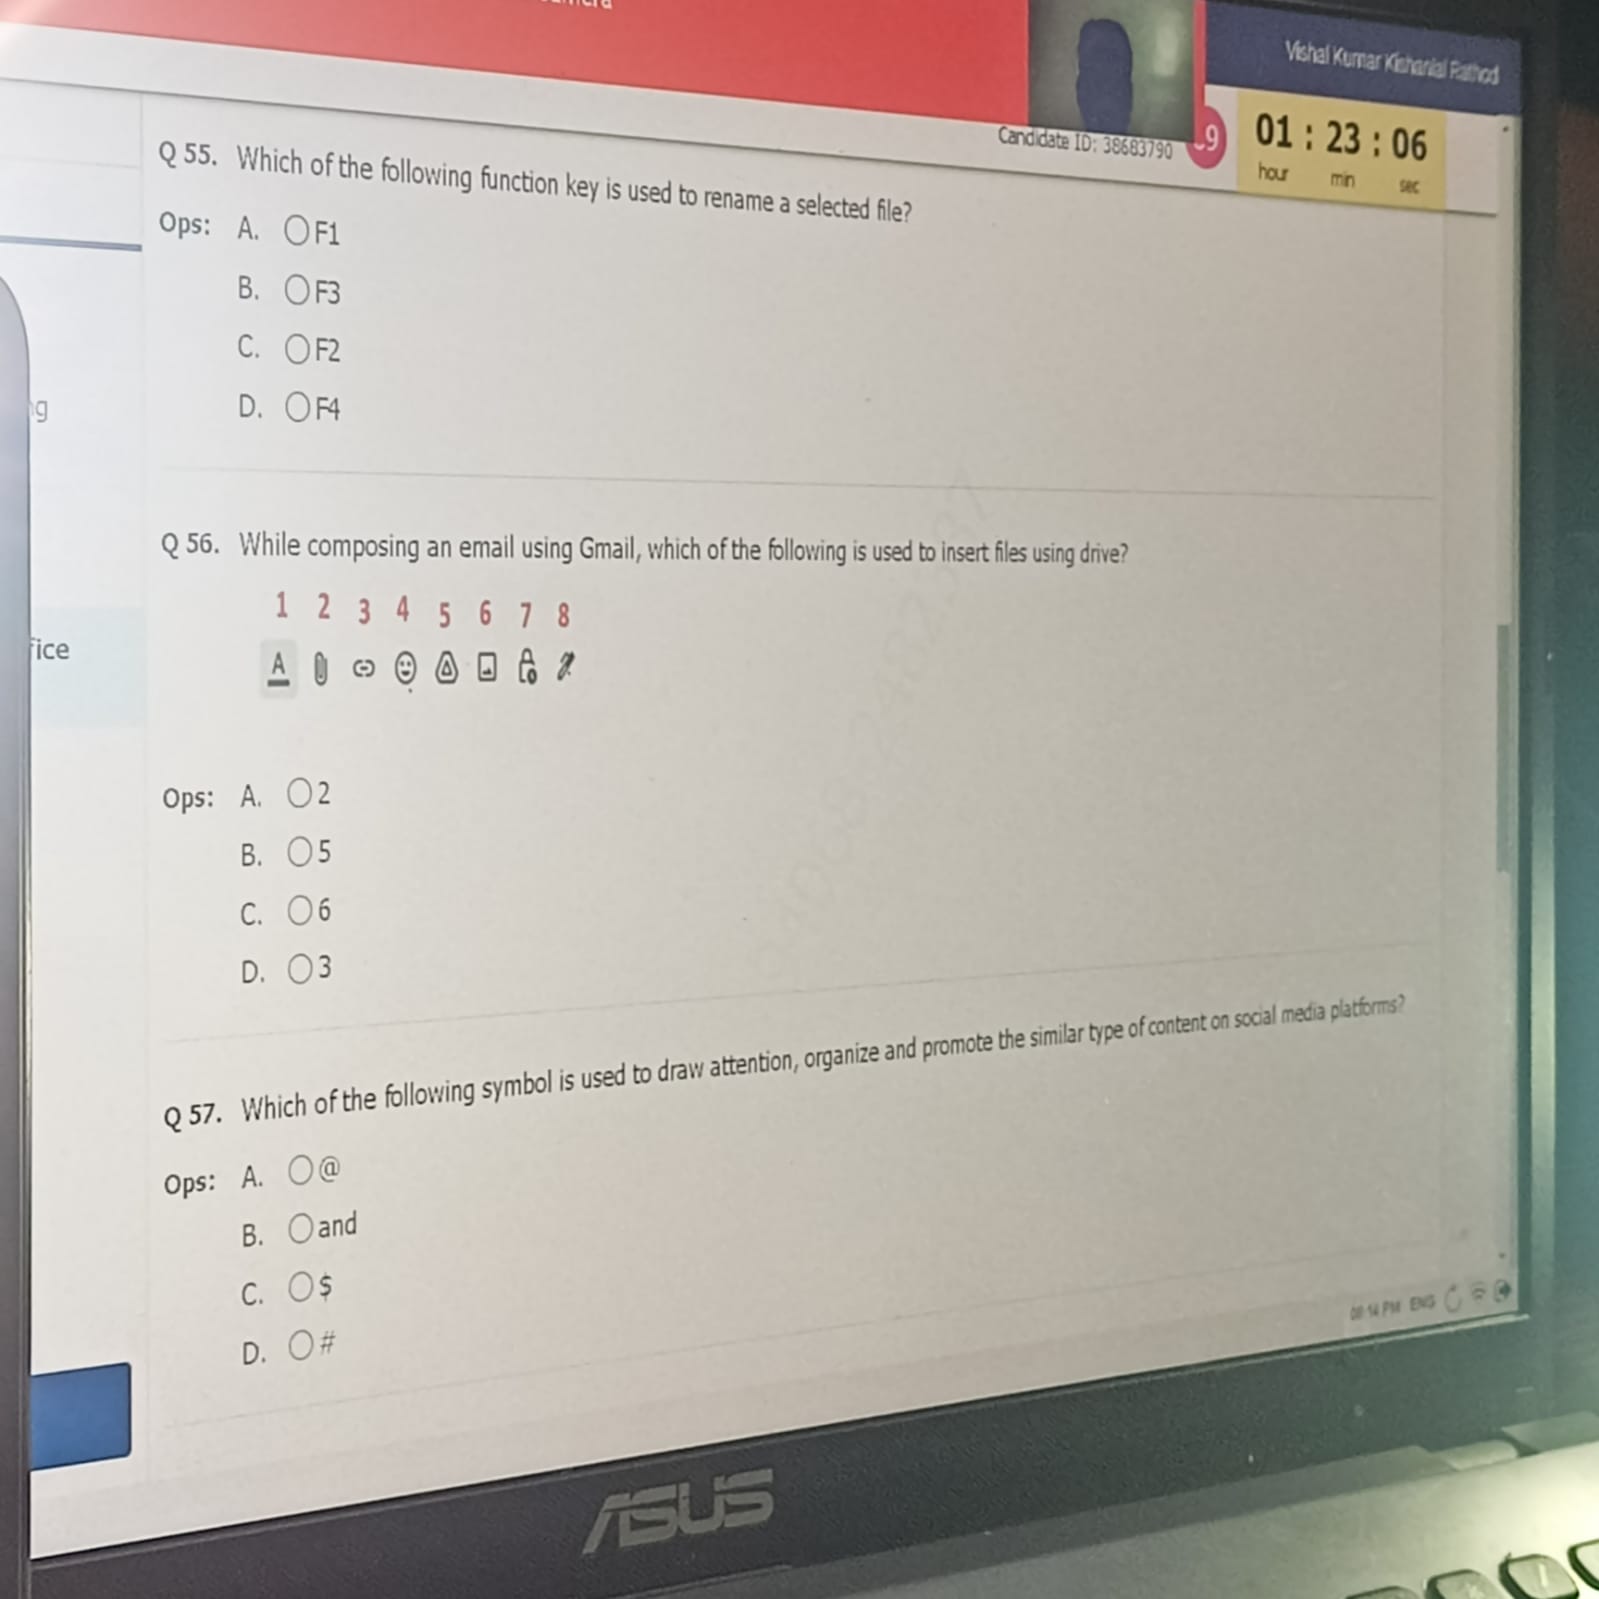 Vishal Kumar Kishanlal Rathod
Candidate ID: 38683790
01 : 23 : 06
hour min sec
Q 55. Which of the following function key is used to rename a selected file?
Ops: A. F1
B. F3
C. F2
D. F4
Q 56. While composing an email using Gmail, which of the following is used to insert files using drive?
1 2 3 4 5 6 7 8
A
fice
Ops: A. 2
B. 5
C. 6
D. 3
Q 57. Which of the following symbol is used to draw attention, organize and promote the similar type of content on social media platforms?
Ops: A. @
B. and
C. $
D. #
08:14 PM ENG
ASUS